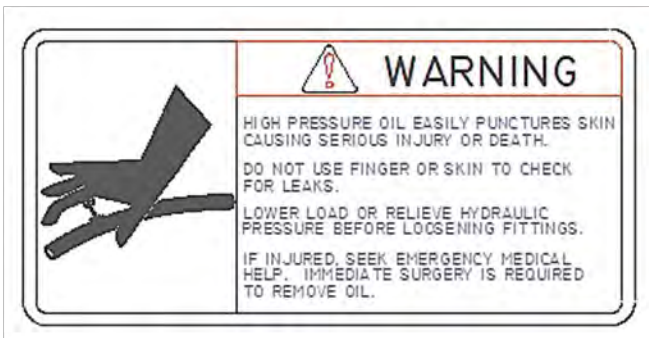 WARNING
HIGH PRESSURE OIL EASILY PUNCTURES SKIN
CAUSING SERIOUS INJURY OR DEATH.
DO NOT USE FINGER OR SKIN TO CHECK
FOR LEAKS.
LOWER LOAD OR RELIEVE HYDRAULIC
PRESSURE BEFORE LOOSENING FITTINGS.
IF INJURED, SEEK EMERGENCY MEDICAL
HELP. IMMEDIATE SURGERY IS REQUIRED
TO REMOVE OIL.